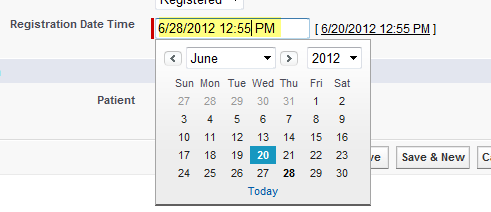 Registered
Registration Date Time 6/28/2012 12:55 PM [ 6/20/2012 12:55 PM ]
June 2012
Sun Mon Tue Wed Thu Fri Sat
27 28 29 30 31 1 2
3 4 5 6 7 8 9
10 11 12 13 14 15 16
17 18 19 20 21 22 23
24 25 26 27 28 29 30
Today
Patient
Save & New